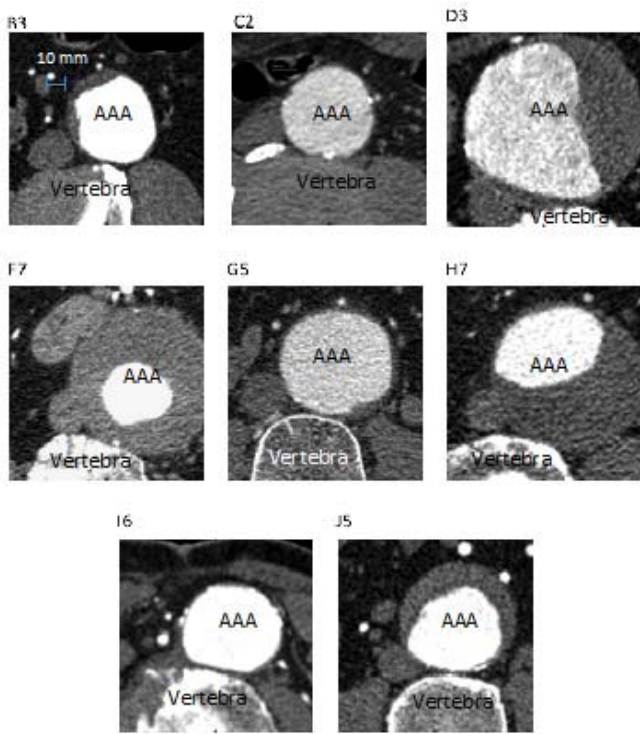 B3
C2
D3
10 mm
AAA
AAA
AAA
Vertebra
Vertebra
Vertebra
F7
G5
H7
AAA
AAA
AAA
Vertebra
Vertebra
Vertebra
I6
J5
AAA
AAA
Vertebra
Vertebra